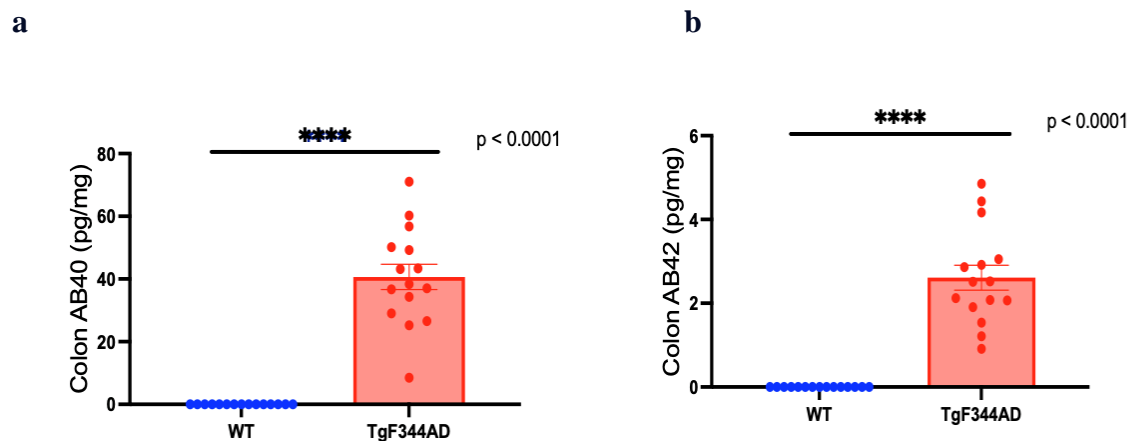 a
****
p < 0.0001
Colon AB40 (pg/mg)
80
60
40
20
0
WT TgF344AD
b
****
p < 0.0001
Colon AB42 (pg/mg)
6
4
2
0
WT TgF344AD